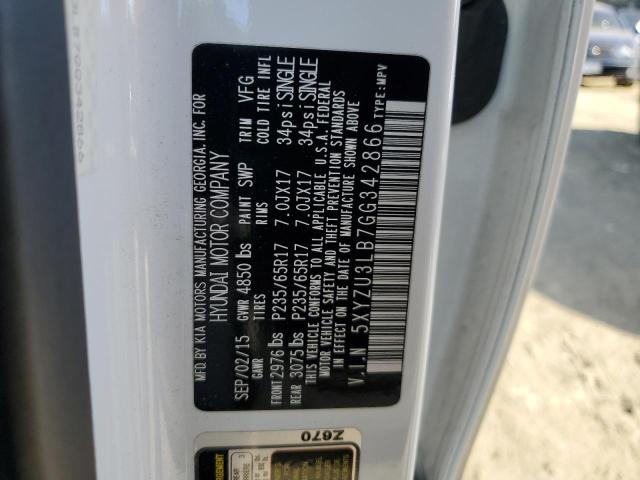 MFD.BY KIA MOTORS MANUFACTURING GEORGIA, INC. FOR
HYUNDAI MOTOR COMPANY
SEP/02/15 GVWR 4850 lbs PAINT SWP TRIM VFG
GAWR TIRES RIMS COLD TIRE INFL
FRONT 2976 lbs P235/65R17 7.0JX17 34psi SINGLE
REAR 3075 lbs P235/65R17 7.0JX17 34psi SINGLE
THIS VEHICLE CONFORMS TO ALL APPLICABLE U.S.A. FEDERAL
MOTOR VEHICLE SAFETY AND THEFT PREVENTION STANDARDS
IN EFFECT ON THE DATE OF MANUFACTURE SHOWN ABOVE
V.I.N 5XYZU3LB7GG342866 TYPE:MPV
Z670